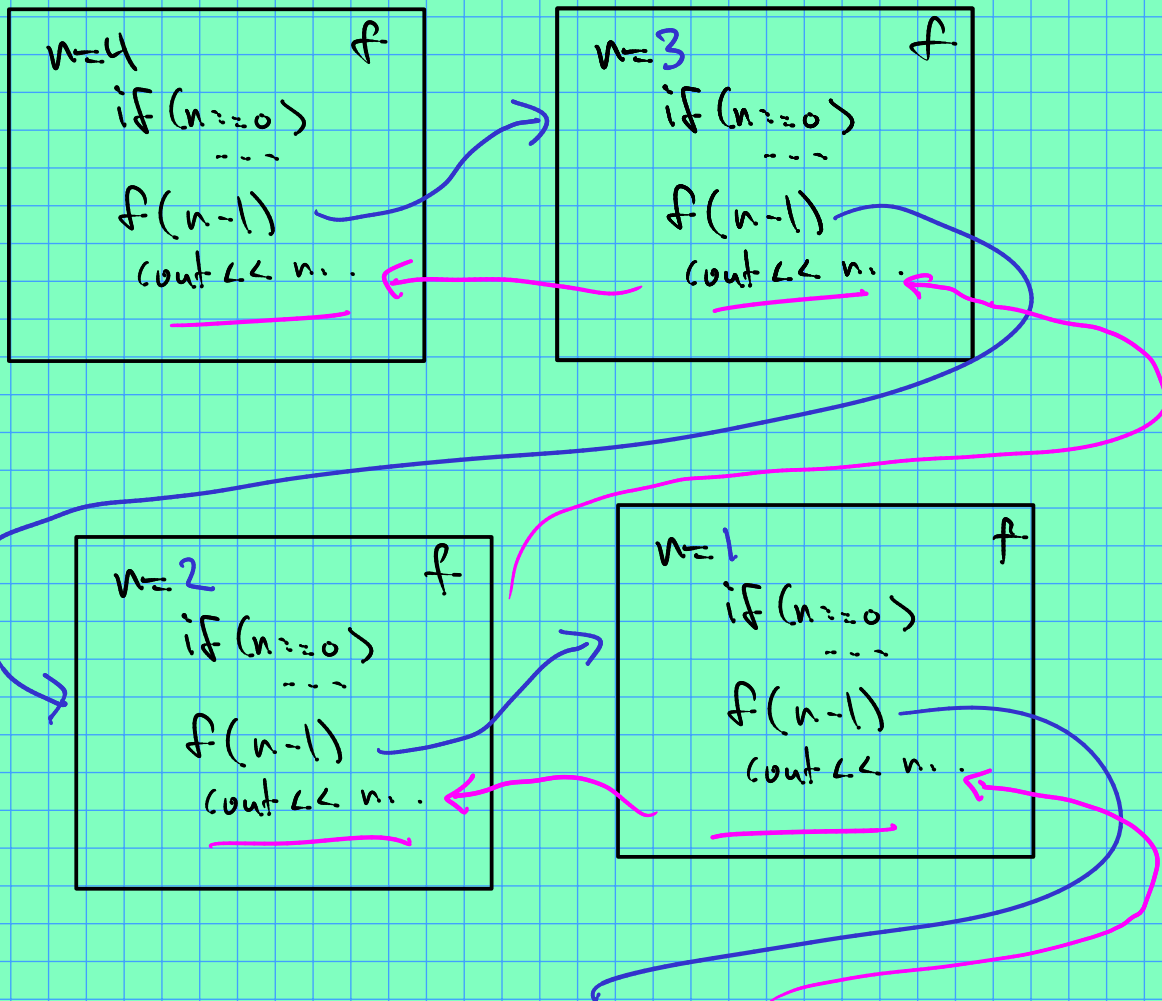 n=4 f
if (n==0)
---
f(n-1)
cout << n..
n=3 f
if (n==0)
---
f(n-1)
cout << n..
n=2 f
if (n==0)
---
f(n-1)
cout << n..
n=1 f
if (n==0)
---
f(n-1)
cout << n..